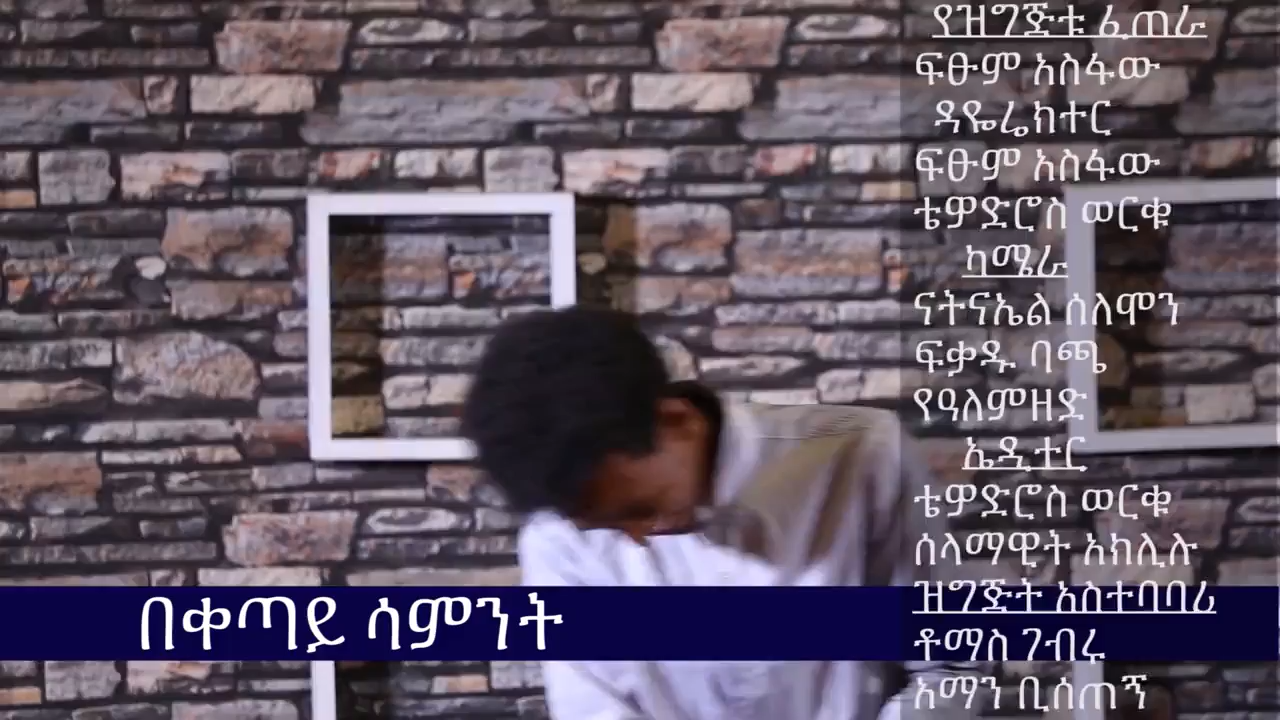 የዝግጅቱ ፈጠራ
ፍፁም አስፋው
ዳዬሬክተር
ፍፁም አስፋው
ቴዎድሮስ ወርቁ
ካሜራ
ናትናኤል ሰለሞን
ፍቃዱ ባጫ
የዓለምዘድ
ኤዲተር
ቴዎድሮስ ወርቁ
ሰላማዊት አክሊሉ
ዝግጅት አስተባባሪ
ቶማስ ገብሩ
አማን ቢሰጠኝ
በቀጣይ ሳምንት